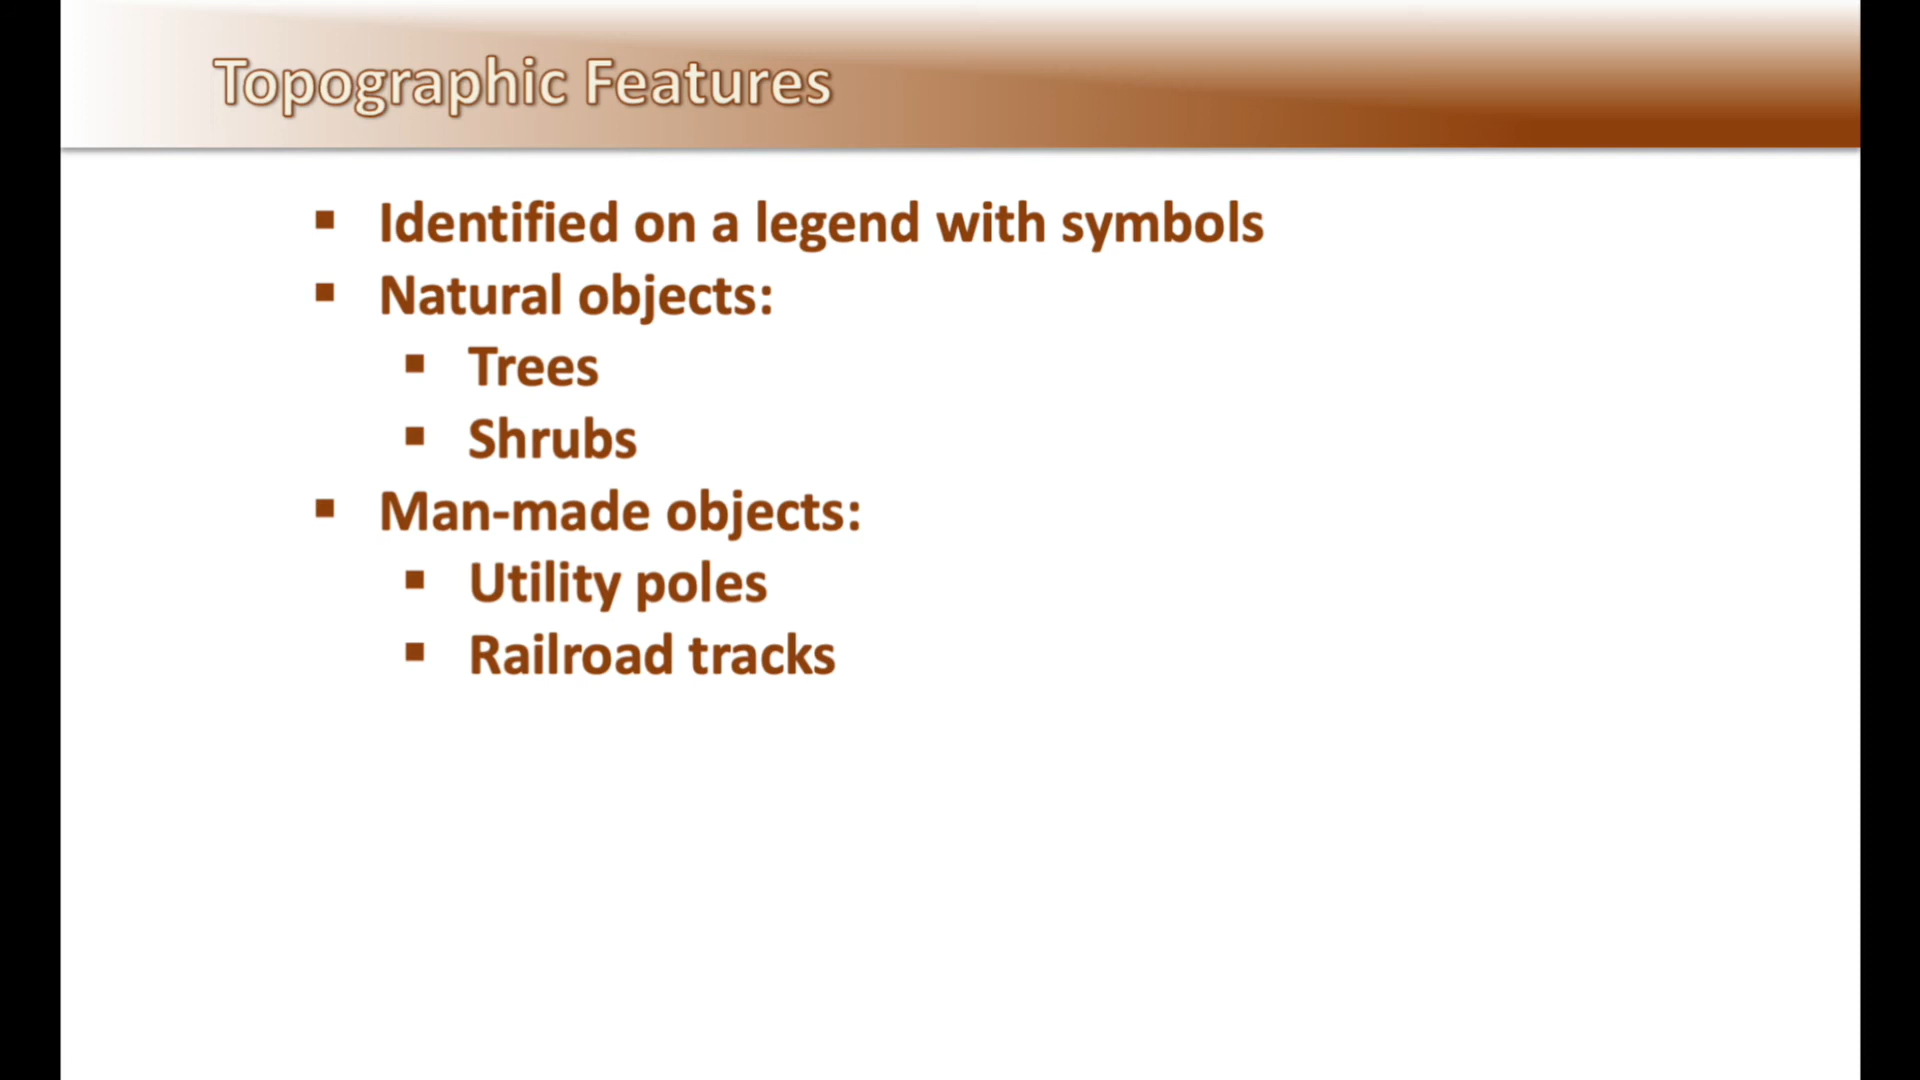 Topographic Features
▪ Identified on a legend with symbols
▪ Natural objects:
▪ Trees
▪ Shrubs
▪ Man-made objects:
▪ Utility poles
▪ Railroad tracks